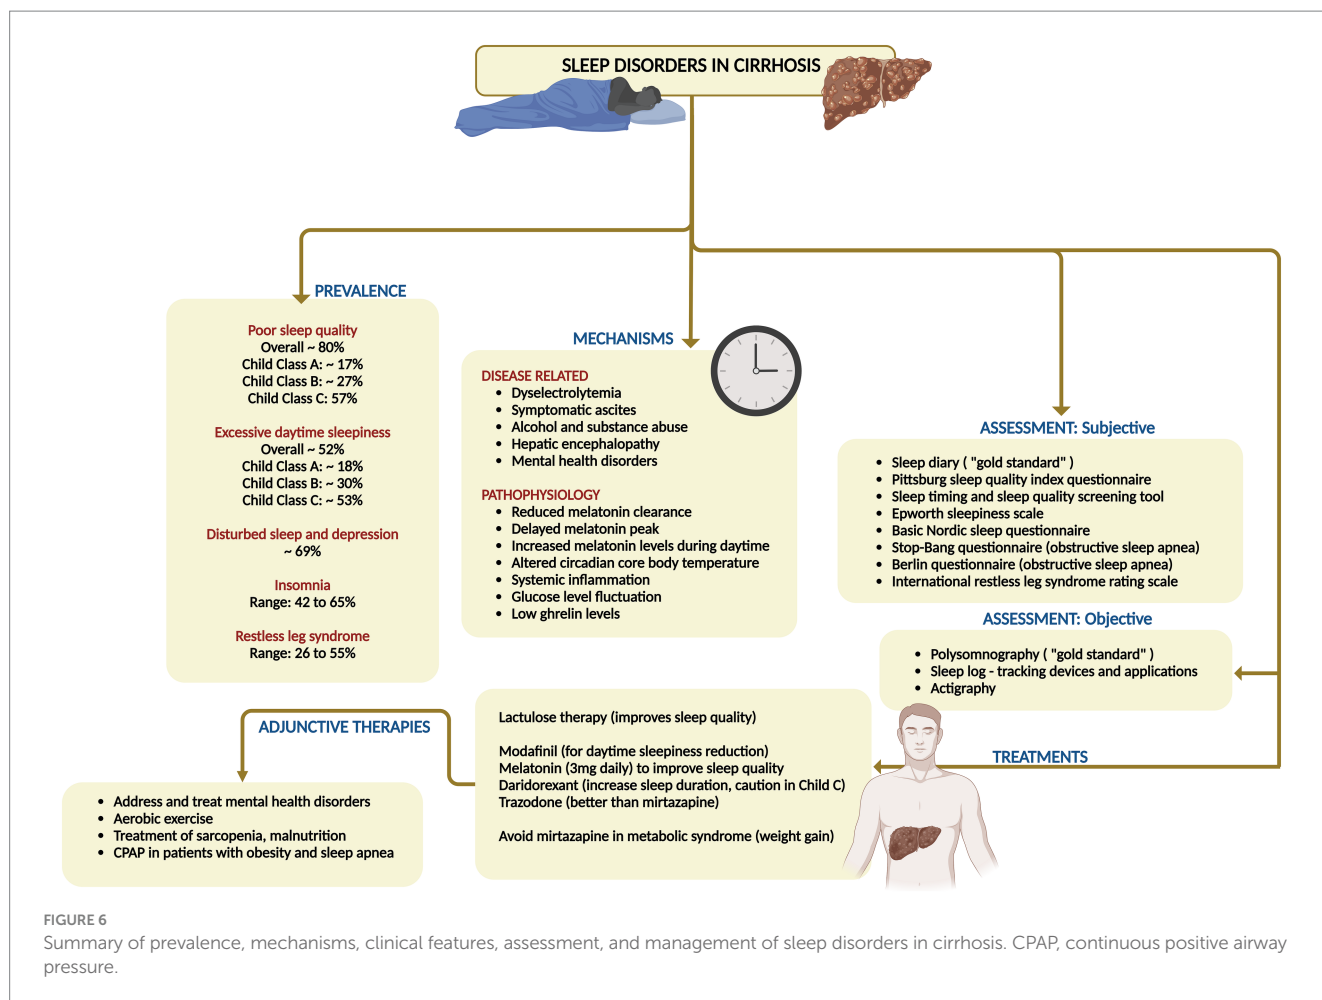 SLEEP DISORDERS IN CIRRHOSIS
PREVALENCE
Poor sleep quality
Overall ~ 80%
Child Class A: ~ 17%
Child Class B: ~ 27%
Child Class C: 57%
Excessive daytime sleepiness
Overall ~ 52%
Child Class A: ~ 18%
Child Class B: ~ 30%
Child Class C: ~ 53%
Disturbed sleep and depression
~ 69%
Insomnia
Range: 42 to 65%
Restless leg syndrome
Range: 26 to 55%
MECHANISMS
DISEASE RELATED
• Dyselectrolytemia
• Symptomatic ascites
• Alcohol and substance abuse
• Hepatic encephalopathy
• Mental health disorders
PATHOPHYSIOLOGY
• Reduced melatonin clearance
• Delayed melatonin peak
• Increased melatonin levels during daytime
• Altered circadian core body temperature
• Systemic inflammation
• Glucose level fluctuation
• Low ghrelin levels
ASSESSMENT: Subjective
• Sleep diary ( "gold standard" )
• Pittsburg sleep quality index questionnaire
• Sleep timing and sleep quality screening tool
• Epworth sleepiness scale
• Basic Nordic sleep questionnaire
• Stop-Bang questionnaire (obstructive sleep apnea)
• Berlin questionnaire (obstructive sleep apnea)
• International restless leg syndrome rating scale
ASSESSMENT: Objective
• Polysomnography ( "gold standard" )
• Sleep log - tracking devices and applications
• Actigraphy
TREATMENTS
Lactulose therapy (improves sleep quality)
Modafinil (for daytime sleepiness reduction)
Melatonin (3mg daily) to improve sleep quality
Daridorexant (increase sleep duration, caution in Child C)
Trazodone (better than mirtazapine)
Avoid mirtazapine in metabolic syndrome (weight gain)
ADJUNCTIVE THERAPIES
• Address and treat mental health disorders
• Aerobic exercise
• Treatment of sarcopenia, malnutrition
• CPAP in patients with obesity and sleep apnea
FIGURE 6
Summary of prevalence, mechanisms, clinical features, assessment, and management of sleep disorders in cirrhosis. CPAP, continuous positive airway
pressure.